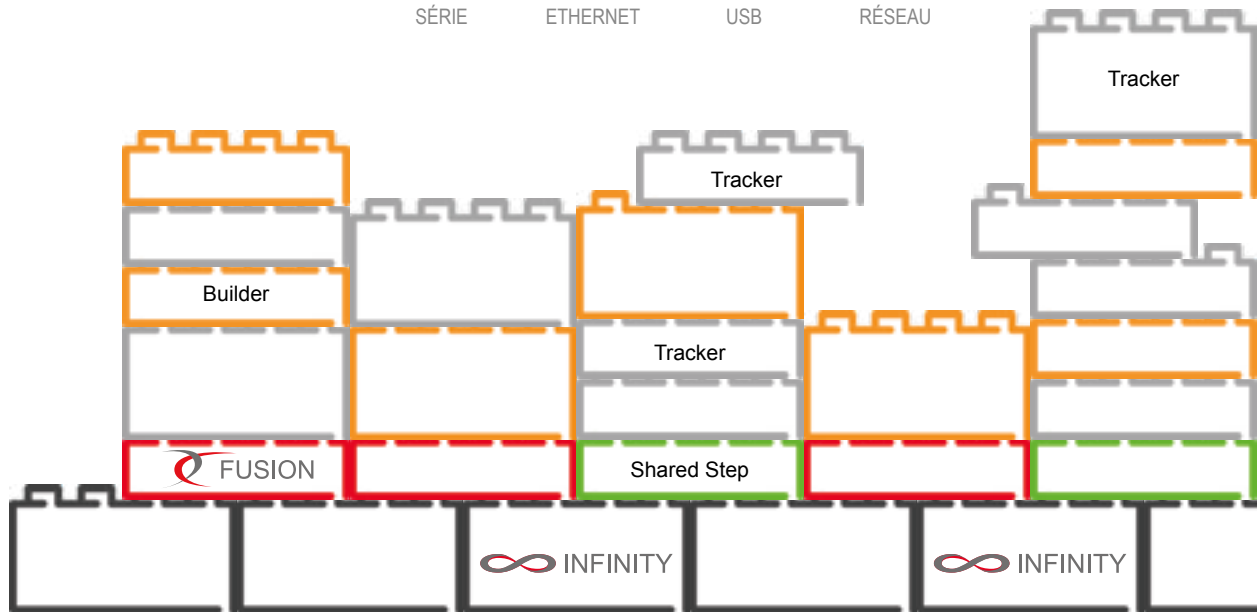 SÉRIE ETHERNET USB RÉSEAU
Tracker
Tracker
Builder
Tracker
FUSION
Shared Step
INFINITY
INFINITY